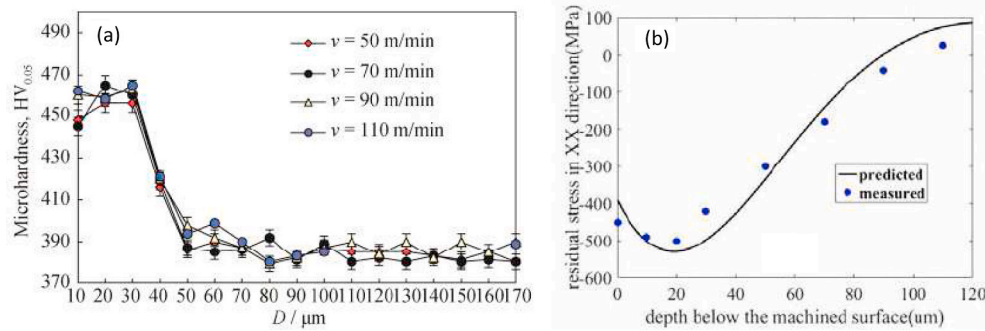 (a)
Microhardness, HV0.05
490
470
450
430
410
390
370
v = 50 m/min
v = 70 m/min
v = 90 m/min
v = 110 m/min
10 20 30 40 50 60 70 80 90 100 110 120 130 140 150 160 170
D / μm
(b)
residual stress in XX direction(MPa)
100
0
-100
-200
-300
-400
-500
-600
predicted
measured
0 20 40 60 80 100 120
depth below the machined surface(um)